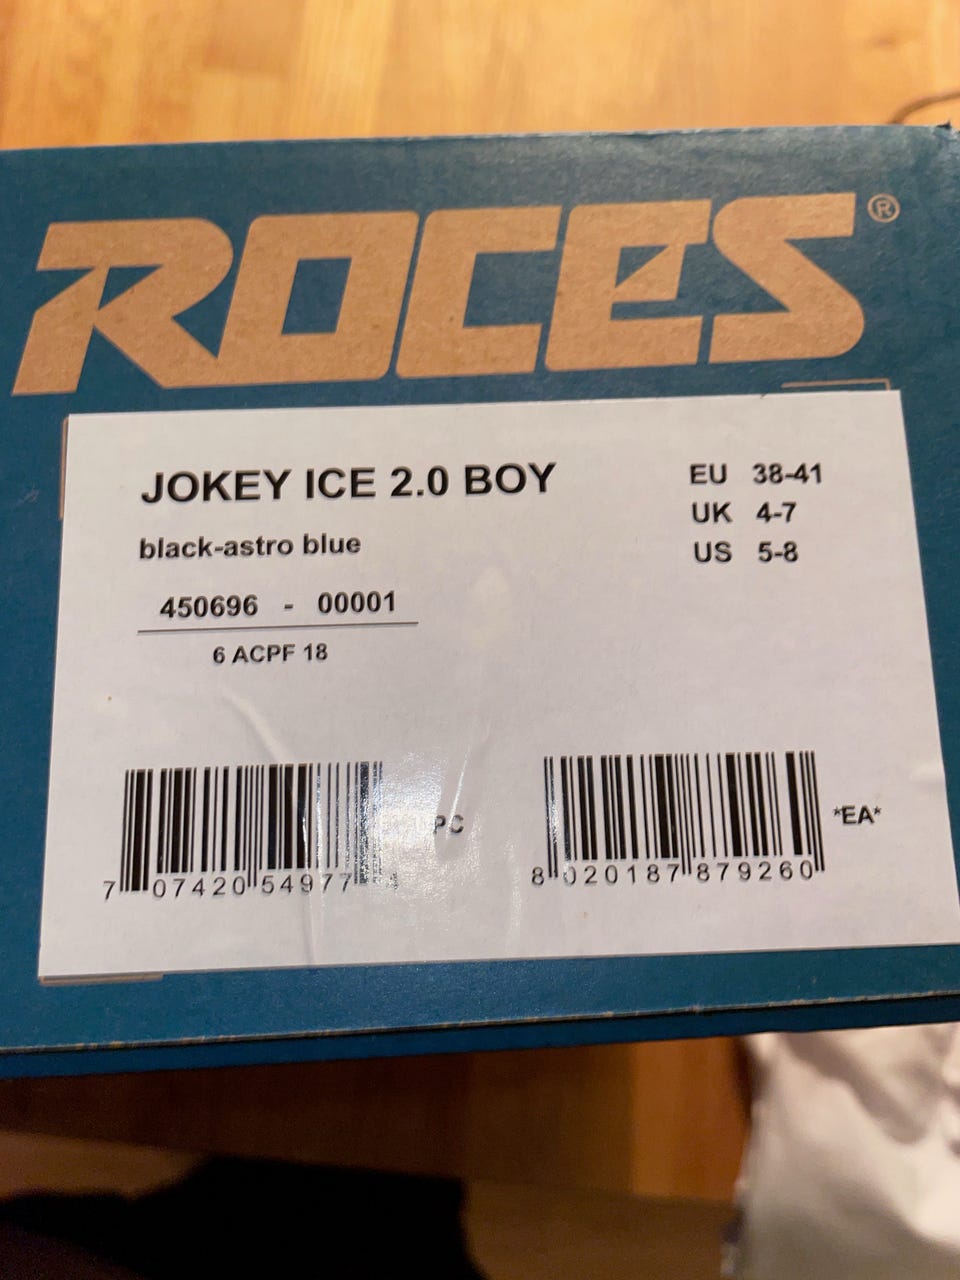 ROCES®
JOKEY ICE 2.0 BOY
black-astro blue
450696 - 00001
6 ACPF 18
EU 38-41
UK 4-7
US 5-8
7 07420 54977
PC
8 020187 879260
*EA*